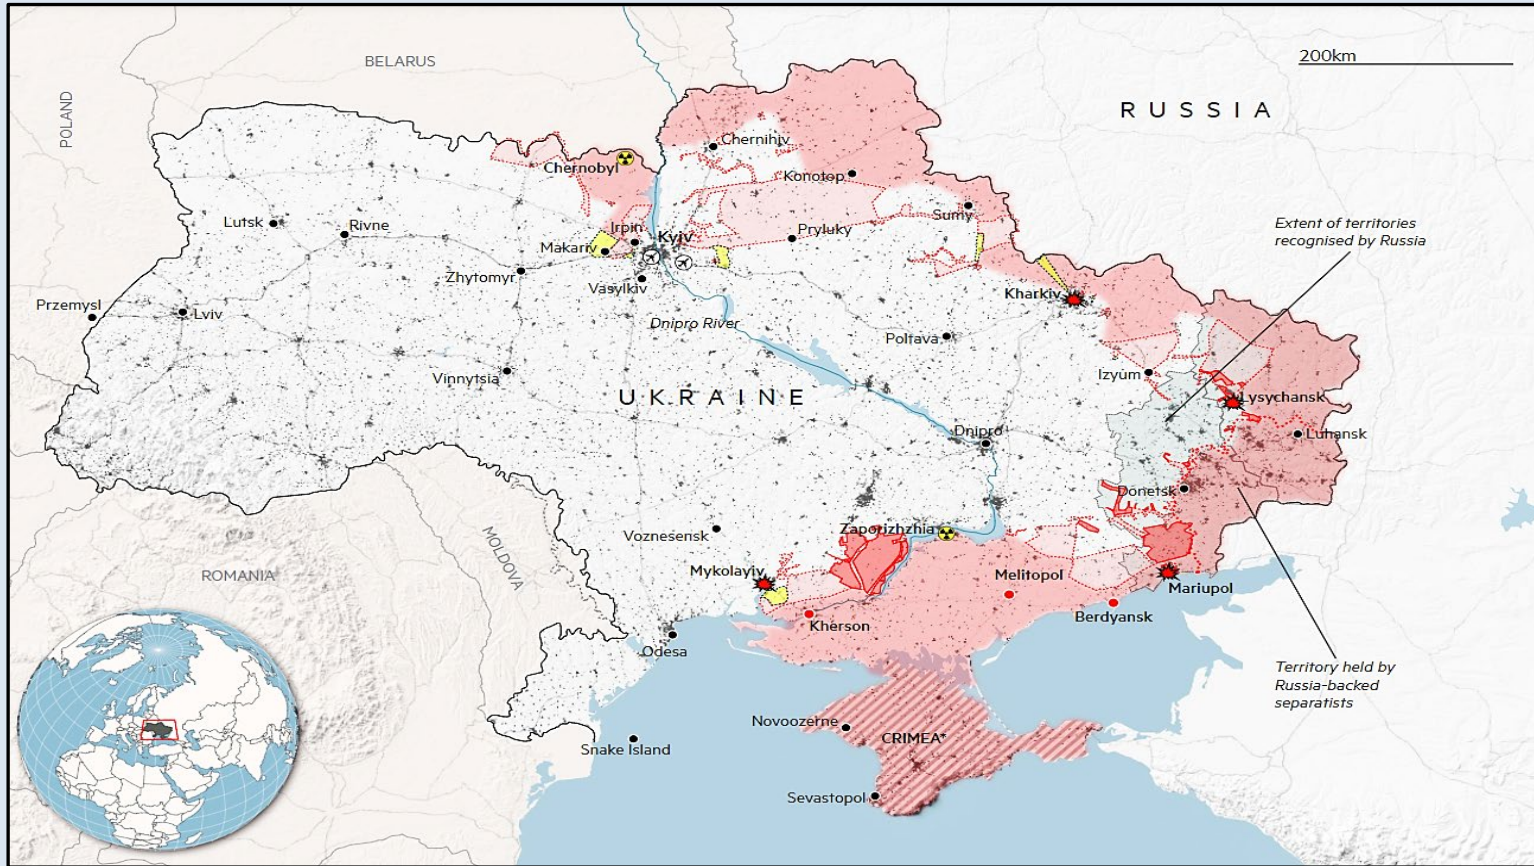 BELARUS
200km
POLAND
RUSSIA
Chernihiv
Chernobyl
Konotop
Sumy
Lutsk
Rivne
Irpin
Kyiv
Pryluky
Makariv
Extent of territories
recognised by Russia
Zhytomyr
Vasylkiv
Kharkiv
Przemysl
Lviv
Dnipro River
Poltava
Vinnytsia
Izyum
UKRAINE
Lysychansk
Dnipro
Luhansk
Donetsk
Voznesensk
Zaporizhzhia
MOLDOVA
ROMANIA
Mykolayiv
Melitopol
Mariupol
Kherson
Berdyansk
Odesa
Territory held by
Russia-backed
separatists
Novoozerne
CRIMEA*
Snake Island
Sevastopol